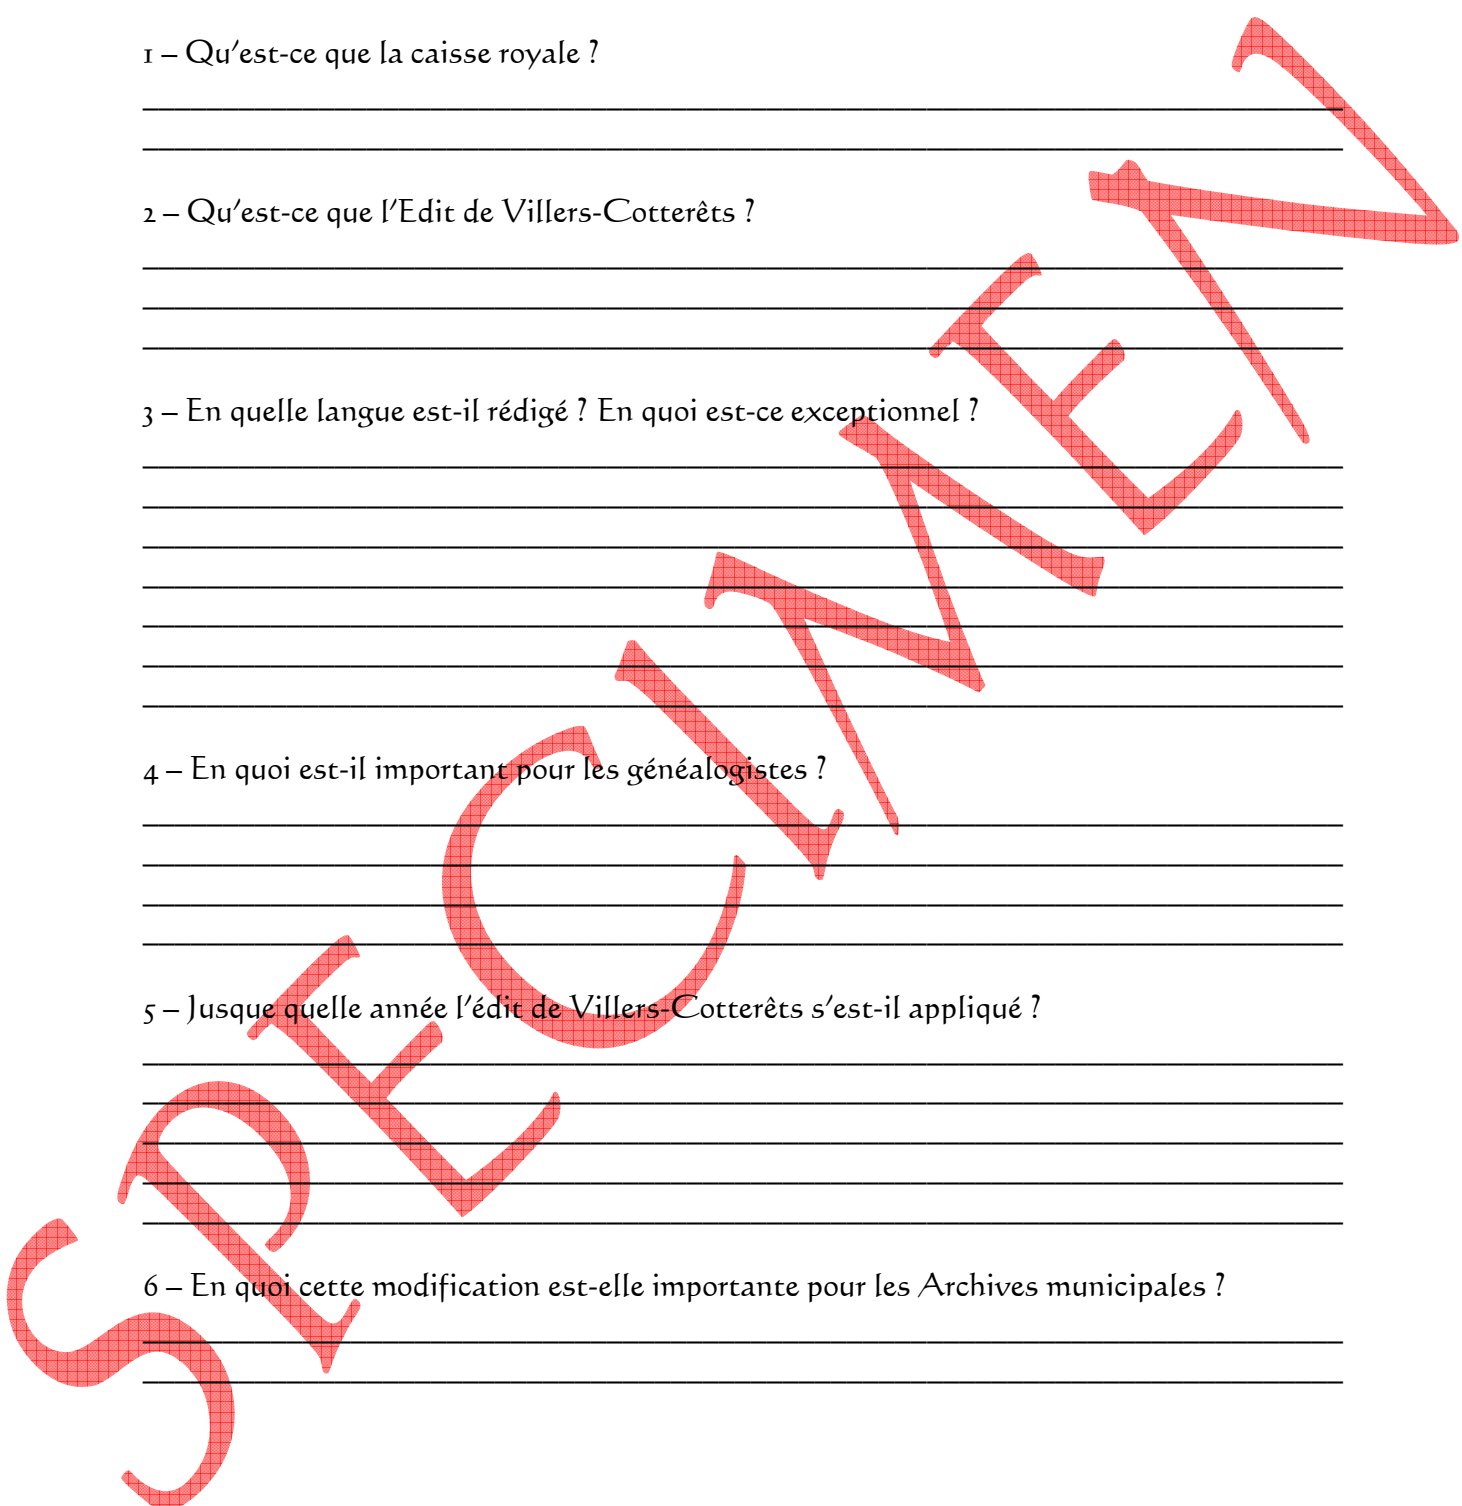 1 – Qu'est-ce que la caisse royale ?
2 – Qu'est-ce que l'Edit de Villers-Cotterêts ?
3 – En quelle langue est-il rédigé ? En quoi est-ce exceptionnel ?
4 – En quoi est-il important pour les généalogistes ?
5 – Jusque quelle année l'édit de Villers-Cotterêts s'est-il appliqué ?
6 – En quoi cette modification est-elle importante pour les Archives municipales ?
SPECIMEN